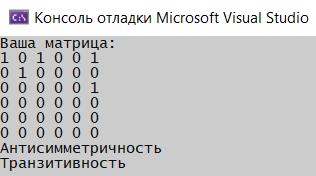 Консоль отладки Microsoft Visual Studio
Ваша матрица:
1 0 1 0 0 1
0 1 0 0 0 0
0 0 0 0 0 1
0 0 0 0 0 0
0 0 0 0 0 0
0 0 0 0 0 0
Антисимметричность
Транзитивность